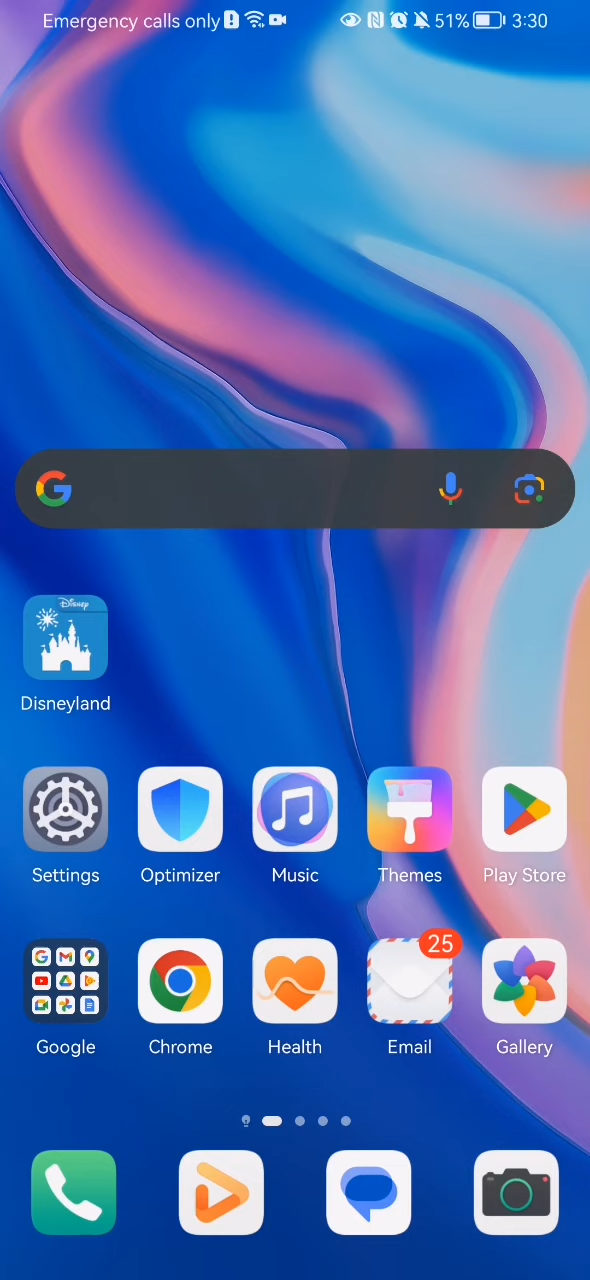 Emergency calls only 51% 3:30
Disney
Disneyland
Settings Optimizer Music Themes Play Store
25
Google Chrome Health Email Gallery